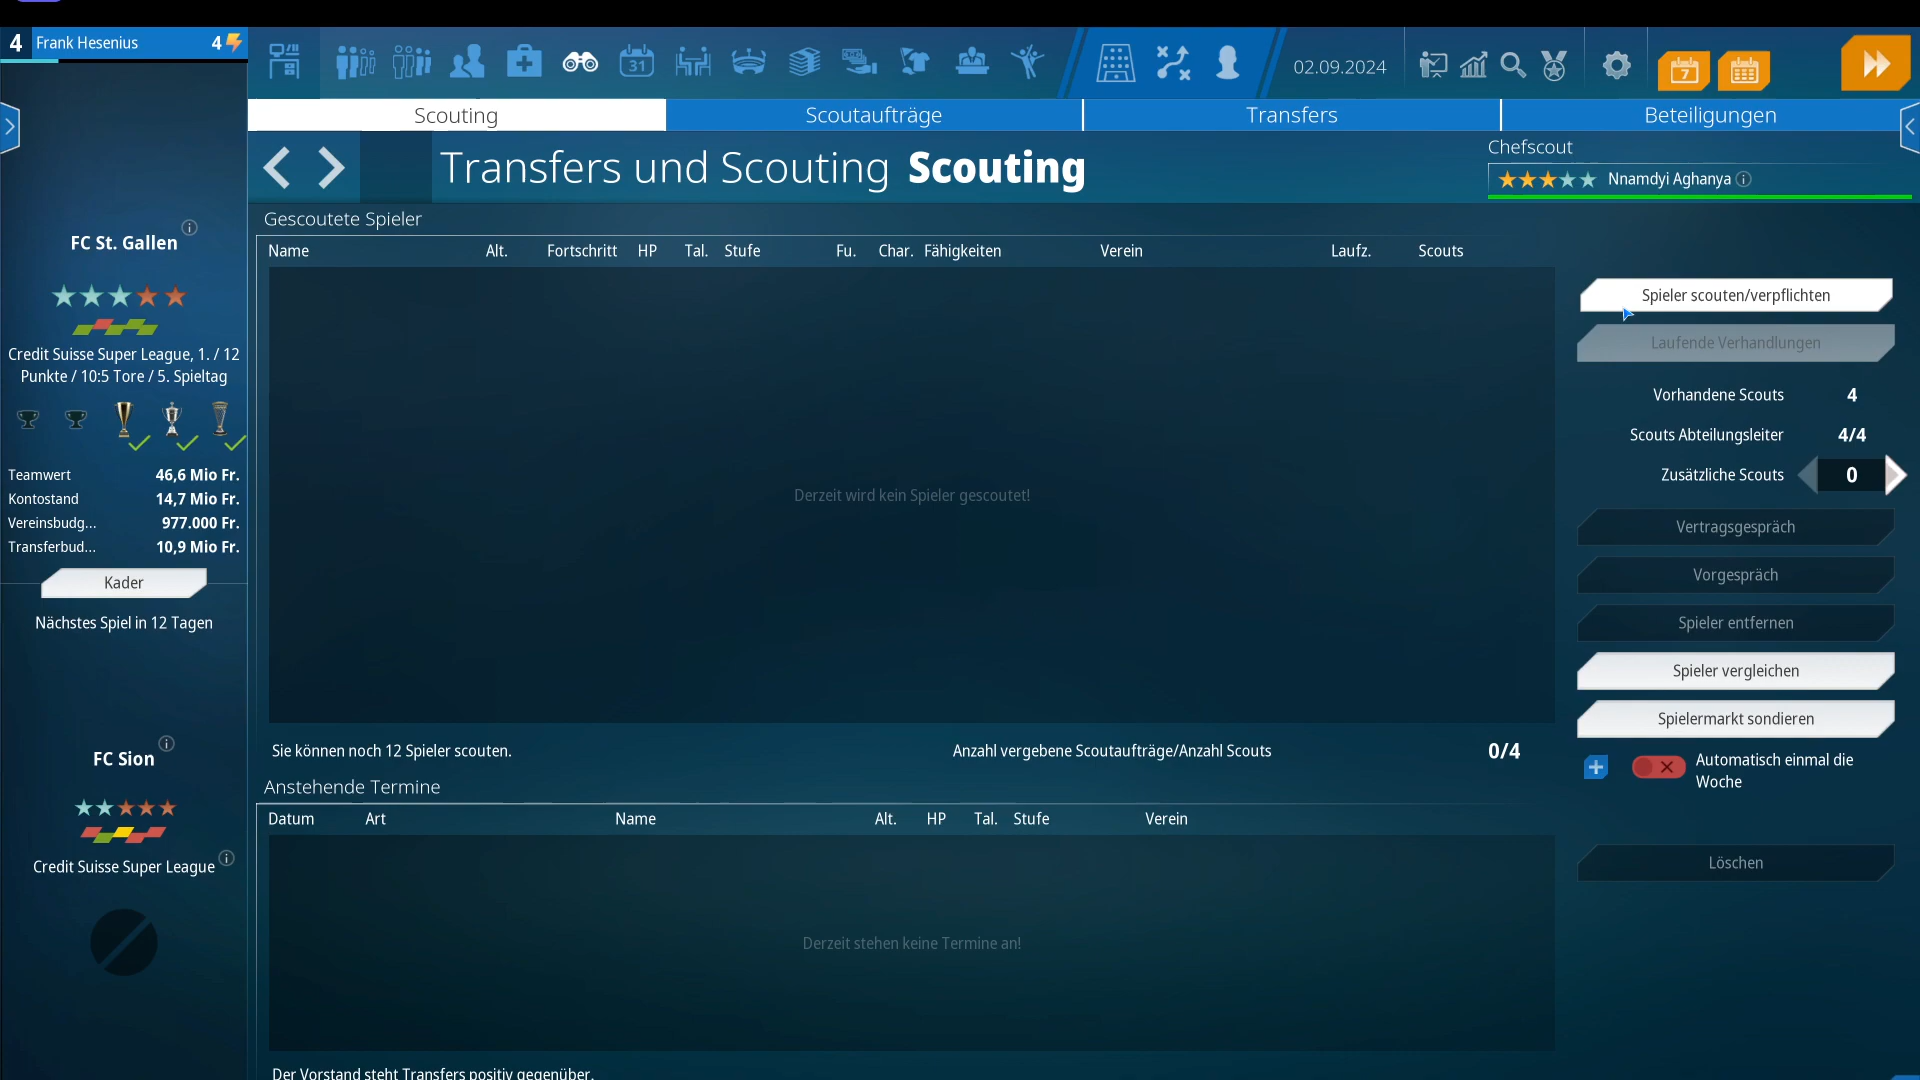 4 Frank Hesenius 4
31
02.09.2024
7
Scouting Scoutaufträge Transfers Beteiligungen
Transfers und Scouting Scouting
Chefscout
Nnamdyi Aghanya
FC St. Gallen
Credit Suisse Super League, 1. / 12
Punkte / 10:5 Tore / 5. Spieltag
Teamwert 46,6 Mio Fr.
Kontostand 14,7 Mio Fr.
Vereinsbudg... 977.000 Fr.
Transferbud... 10,9 Mio Fr.
Kader
Nächstes Spiel in 12 Tagen
FC Sion
Credit Suisse Super League
Gescoutete Spieler
Name Alt. Fortschritt HP Tal. Stufe Fu. Char. Fähigkeiten Verein Laufz. Scouts
Derzeit wird kein Spieler gescoutet!
Sie können noch 12 Spieler scouten. Anzahl vergebene Scoutaufträge/Anzahl Scouts 0/4
Anstehende Termine
Datum Art Name Alt. HP Tal. Stufe Verein
Derzeit stehen keine Termine an!
Der Vorstand steht Transfers positiv gegenüber.
Spieler scouten/verpflichten
Laufende Verhandlungen
Vorhandene Scouts 4
Scouts Abteilungsleiter 4/4
Zusätzliche Scouts 0
Vertragsgespräch
Vorgespräch
Spieler entfernen
Spieler vergleichen
Spielermarkt sondieren
Automatisch einmal die
Woche
Löschen